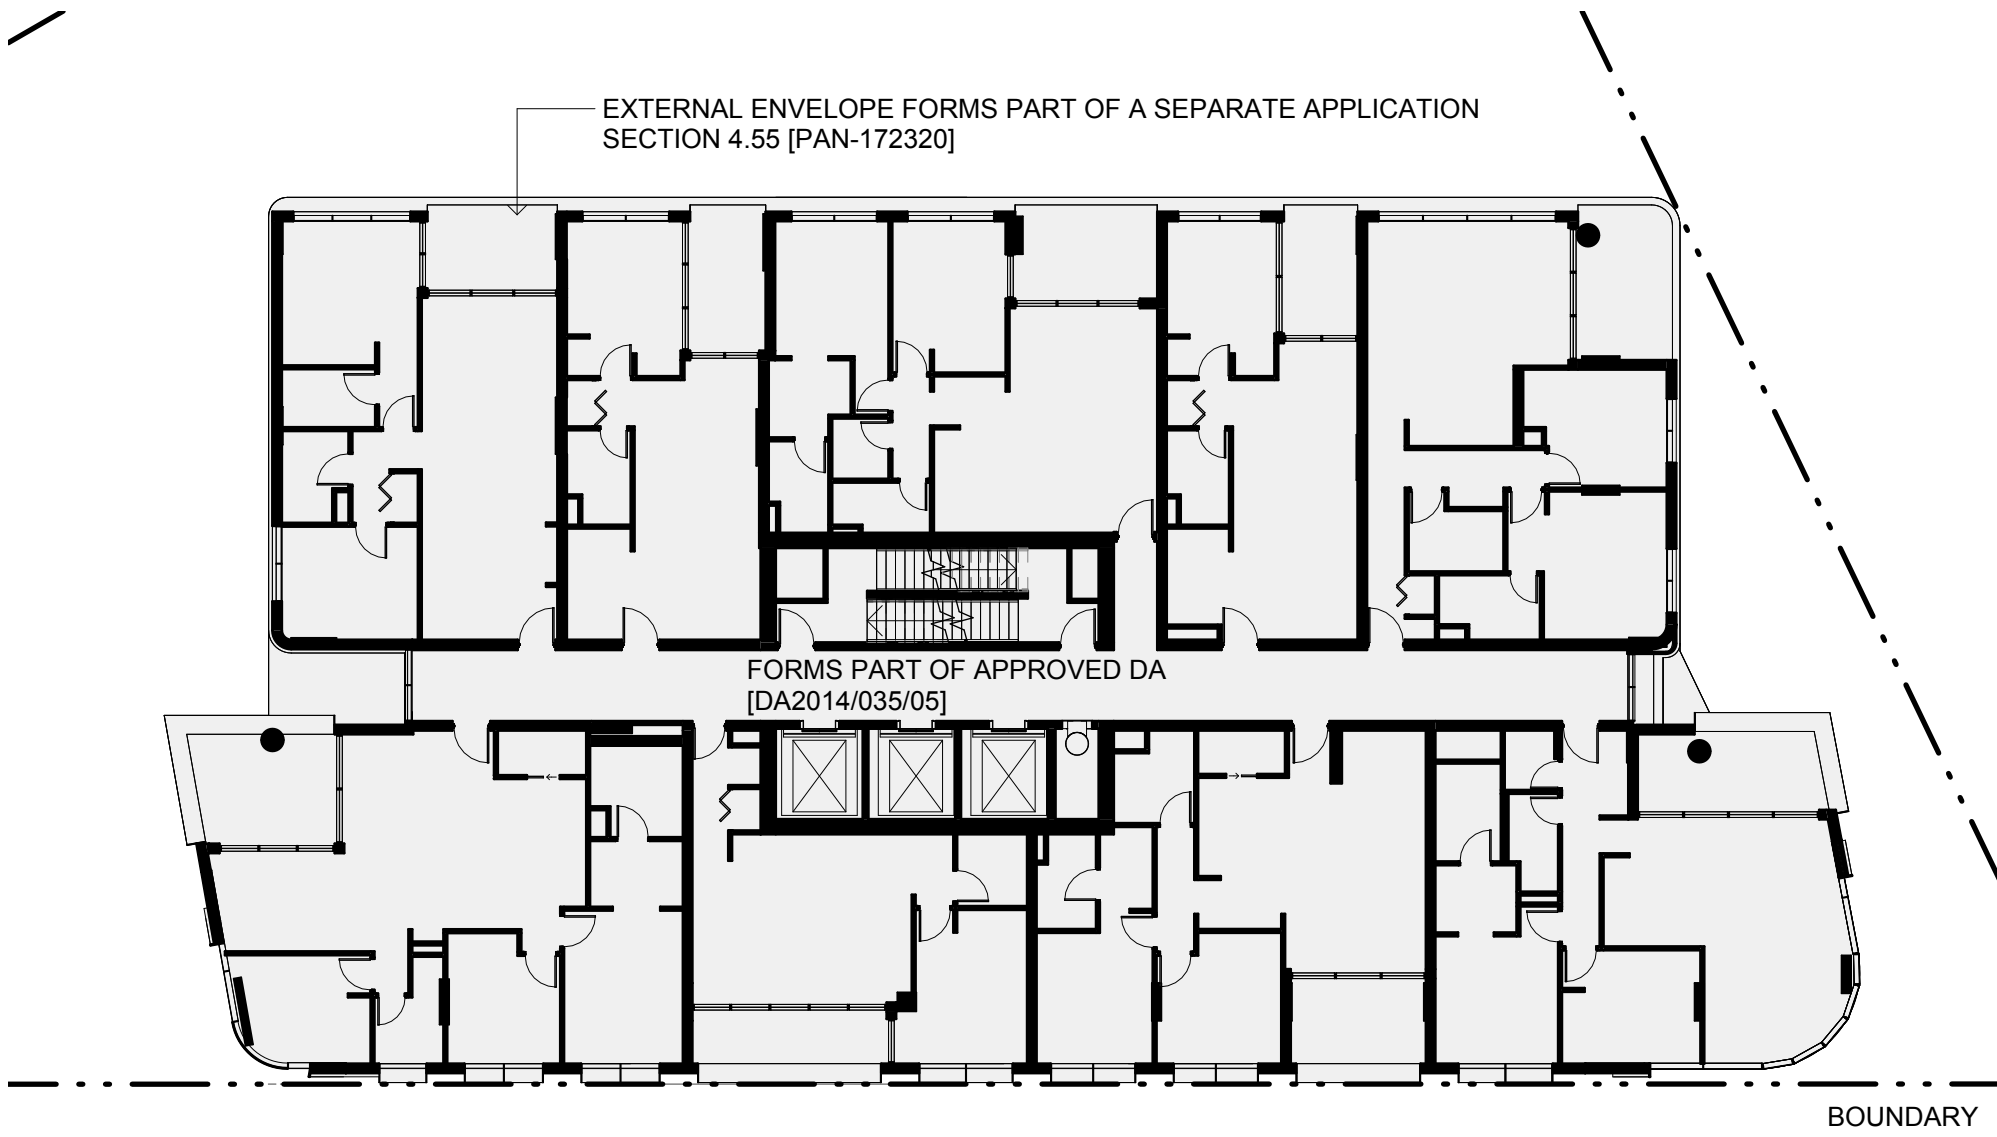 EXTERNAL ENVELOPE FORMS PART OF A SEPARATE APPLICATION
SECTION 4.55 [PAN-172320]
FORMS PART OF APPROVED DA
[DA2014/035/05]
BOUNDARY